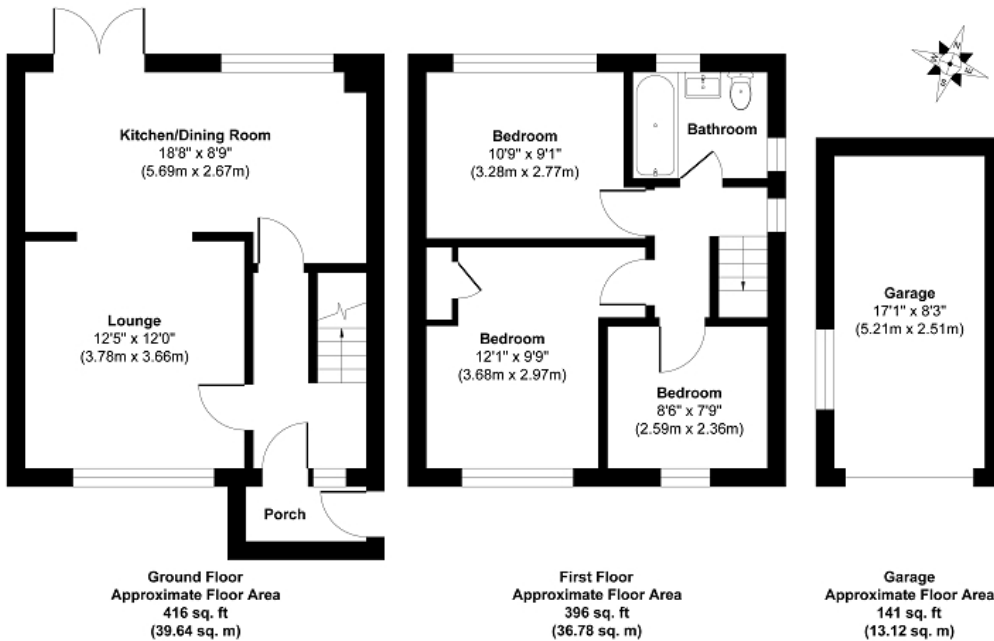 Kitchen/Dining Room
18'8" x 8'9"
(5.69m x 2.67m)
Lounge
12'5" x 12'0"
(3.78m x 3.66m)
Porch
Ground Floor
Approximate Floor Area
416 sq. ft
(39.64 sq. m)
Bedroom
10'9" x 9'1"
(3.28m x 2.77m)
Bathroom
Bedroom
12'1" x 9'9"
(3.68m x 2.97m)
Bedroom
8'6" x 7'9"
(2.59m x 2.36m)
First Floor
Approximate Floor Area
396 sq. ft
(36.78 sq. m)
N
W
E
S
Garage
17'1" x 8'3"
(5.21m x 2.51m)
Garage
Approximate Floor Area
141 sq. ft
(13.12 sq. m)